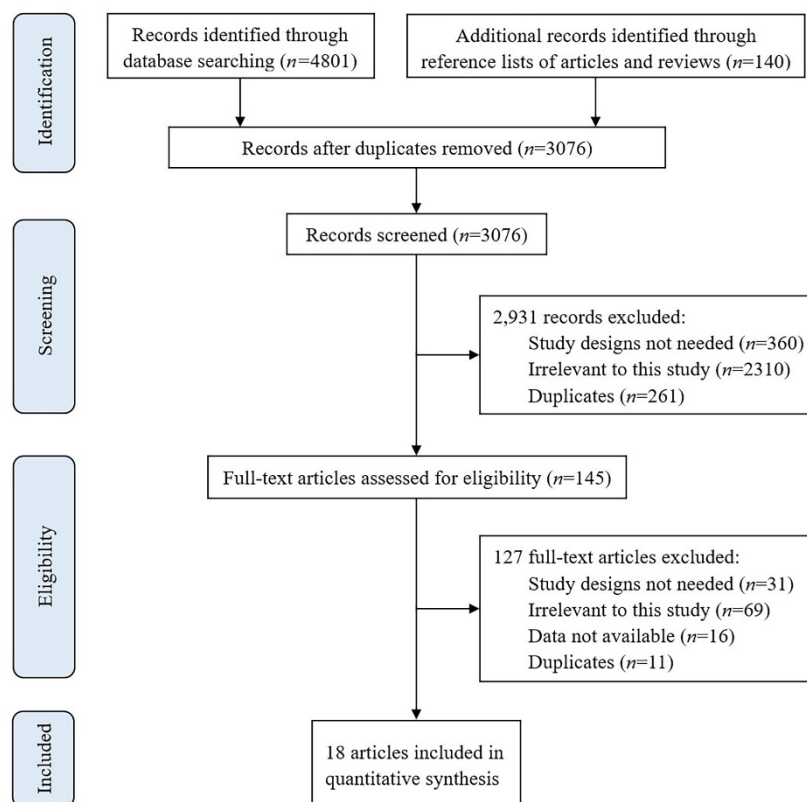 Identification
Records identified through
database searching (n=4801)
Additional records identified through
reference lists of articles and reviews (n=140)
Records after duplicates removed (n=3076)
Screening
Records screened (n=3076)
2,931 records excluded:
Study designs not needed (n=360)
Irrelevant to this study (n=2310)
Duplicates (n=261)
Eligibility
Full-text articles assessed for eligibility (n=145)
127 full-text articles excluded:
Study designs not needed (n=31)
Irrelevant to this study (n=69)
Data not available (n=16)
Duplicates (n=11)
Included
18 articles included in
quantitative synthesis